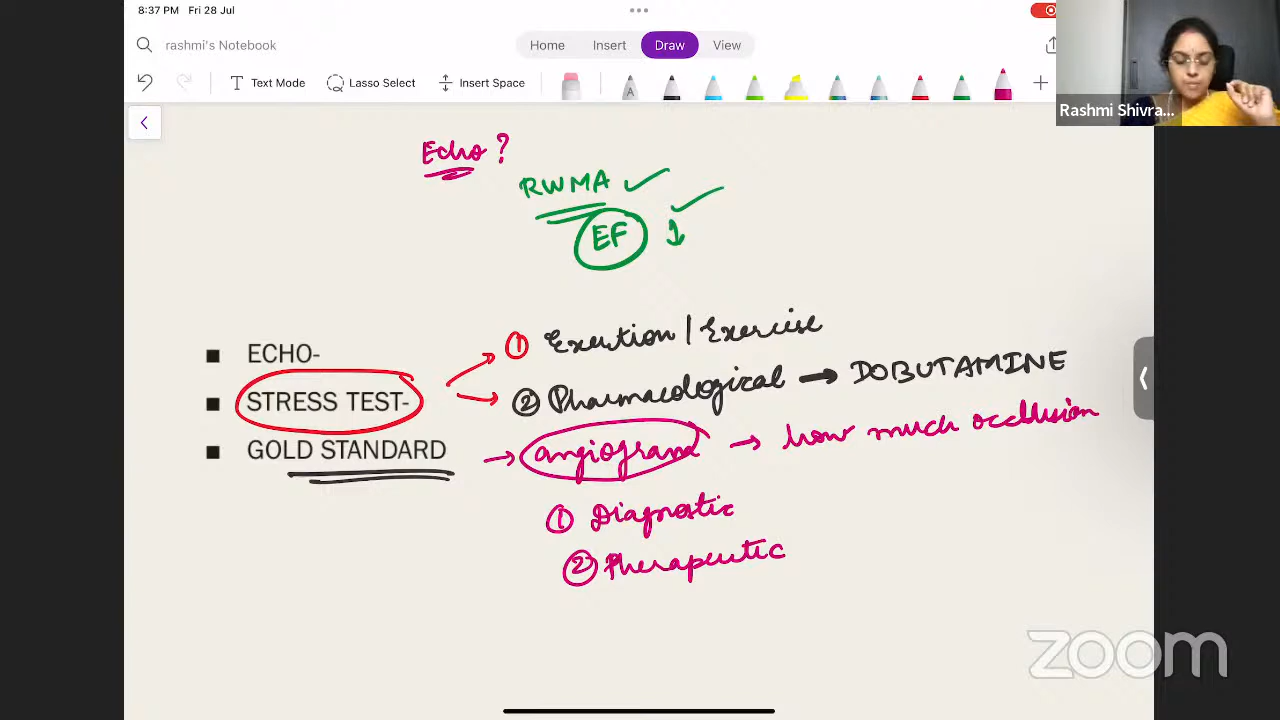 8:37 PM Fri 28 Jul
rashmi's Notebook
Home Insert Draw View
Text Mode Lasso Select Insert Space
A
Rashmi Shivra...
Echo?
RWMA
EF
ECHO-
STRESS TEST-
GOLD STANDARD
① Exertion / Exercise
② Pharmacological → DOBUTAMINE
→ angiogram → how much occlusion
① Diagnostic
② Therapeutic
zoom